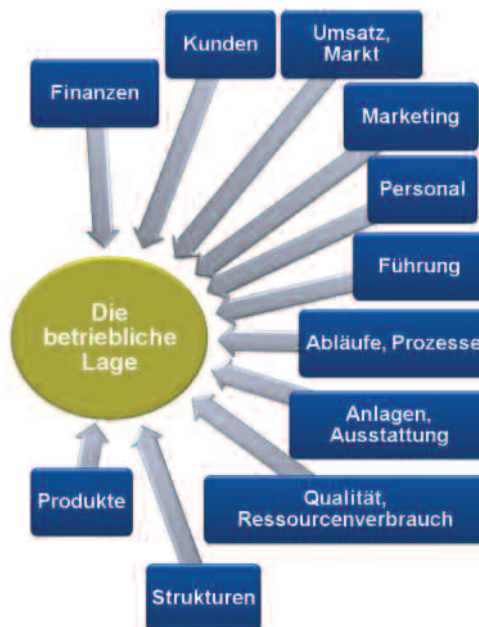 Finanzen
Kunden
Umsatz,
Markt
Marketing
Personal
Führung
Abläufe, Prozesse
Anlagen,
Ausstattung
Qualität,
Ressourcenverbrauch
Strukturen
Produkte
Die
betriebliche
Lage